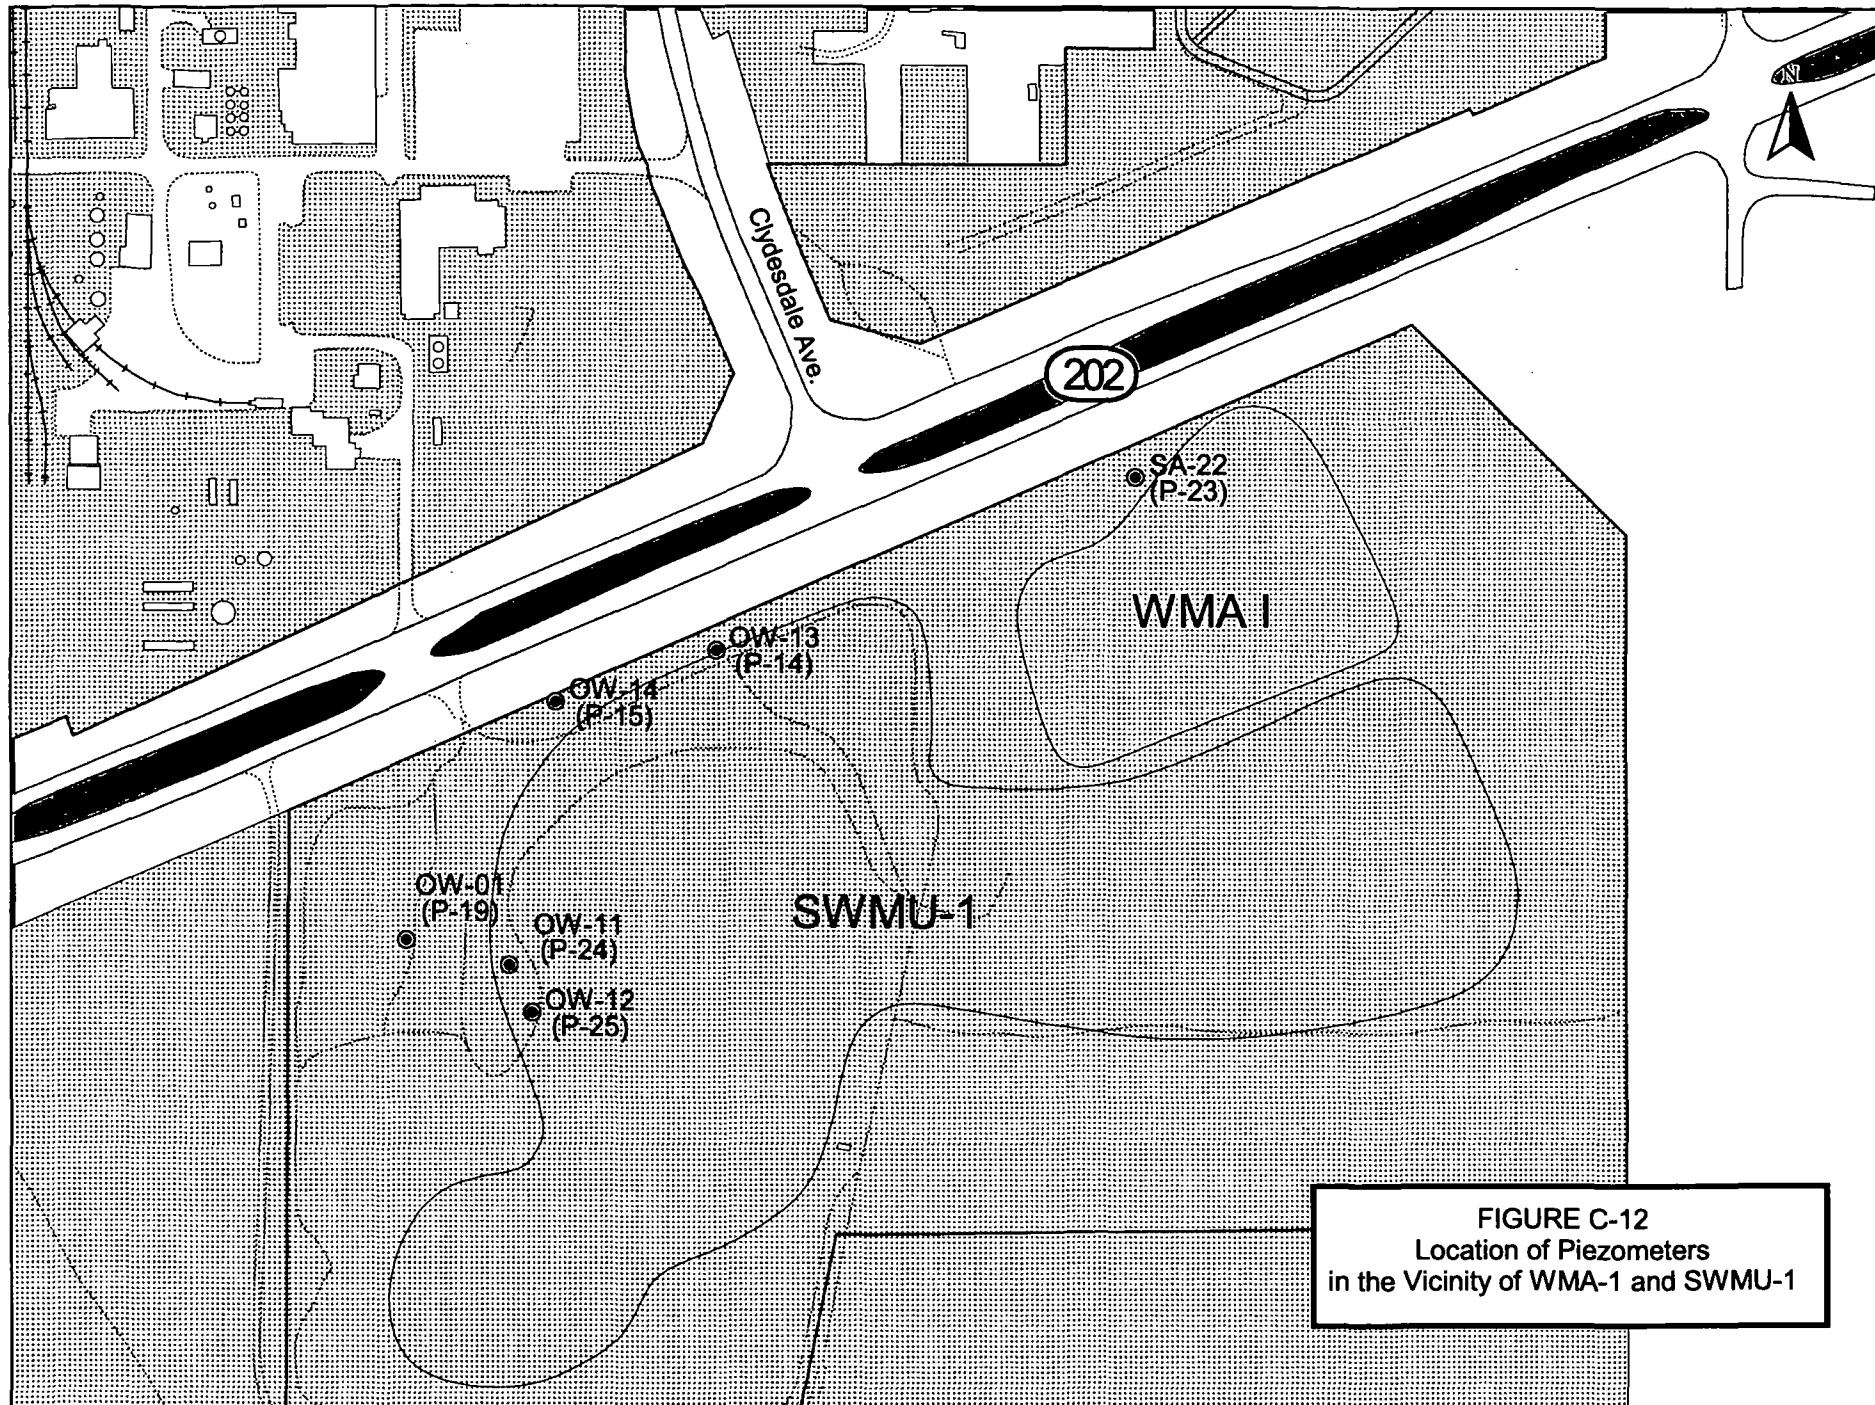 N
Clydesdale Ave.
202
SA-22
(P-23)
WMA I
OW-13
(P-14)
OW-14
(P-15)
OW-01
(P-19)
OW-11
(P-24)
SWMU-1
OW-12
(P-25)
FIGURE C-12
Location of Piezometers
in the Vicinity of WMA-1 and SWMU-1